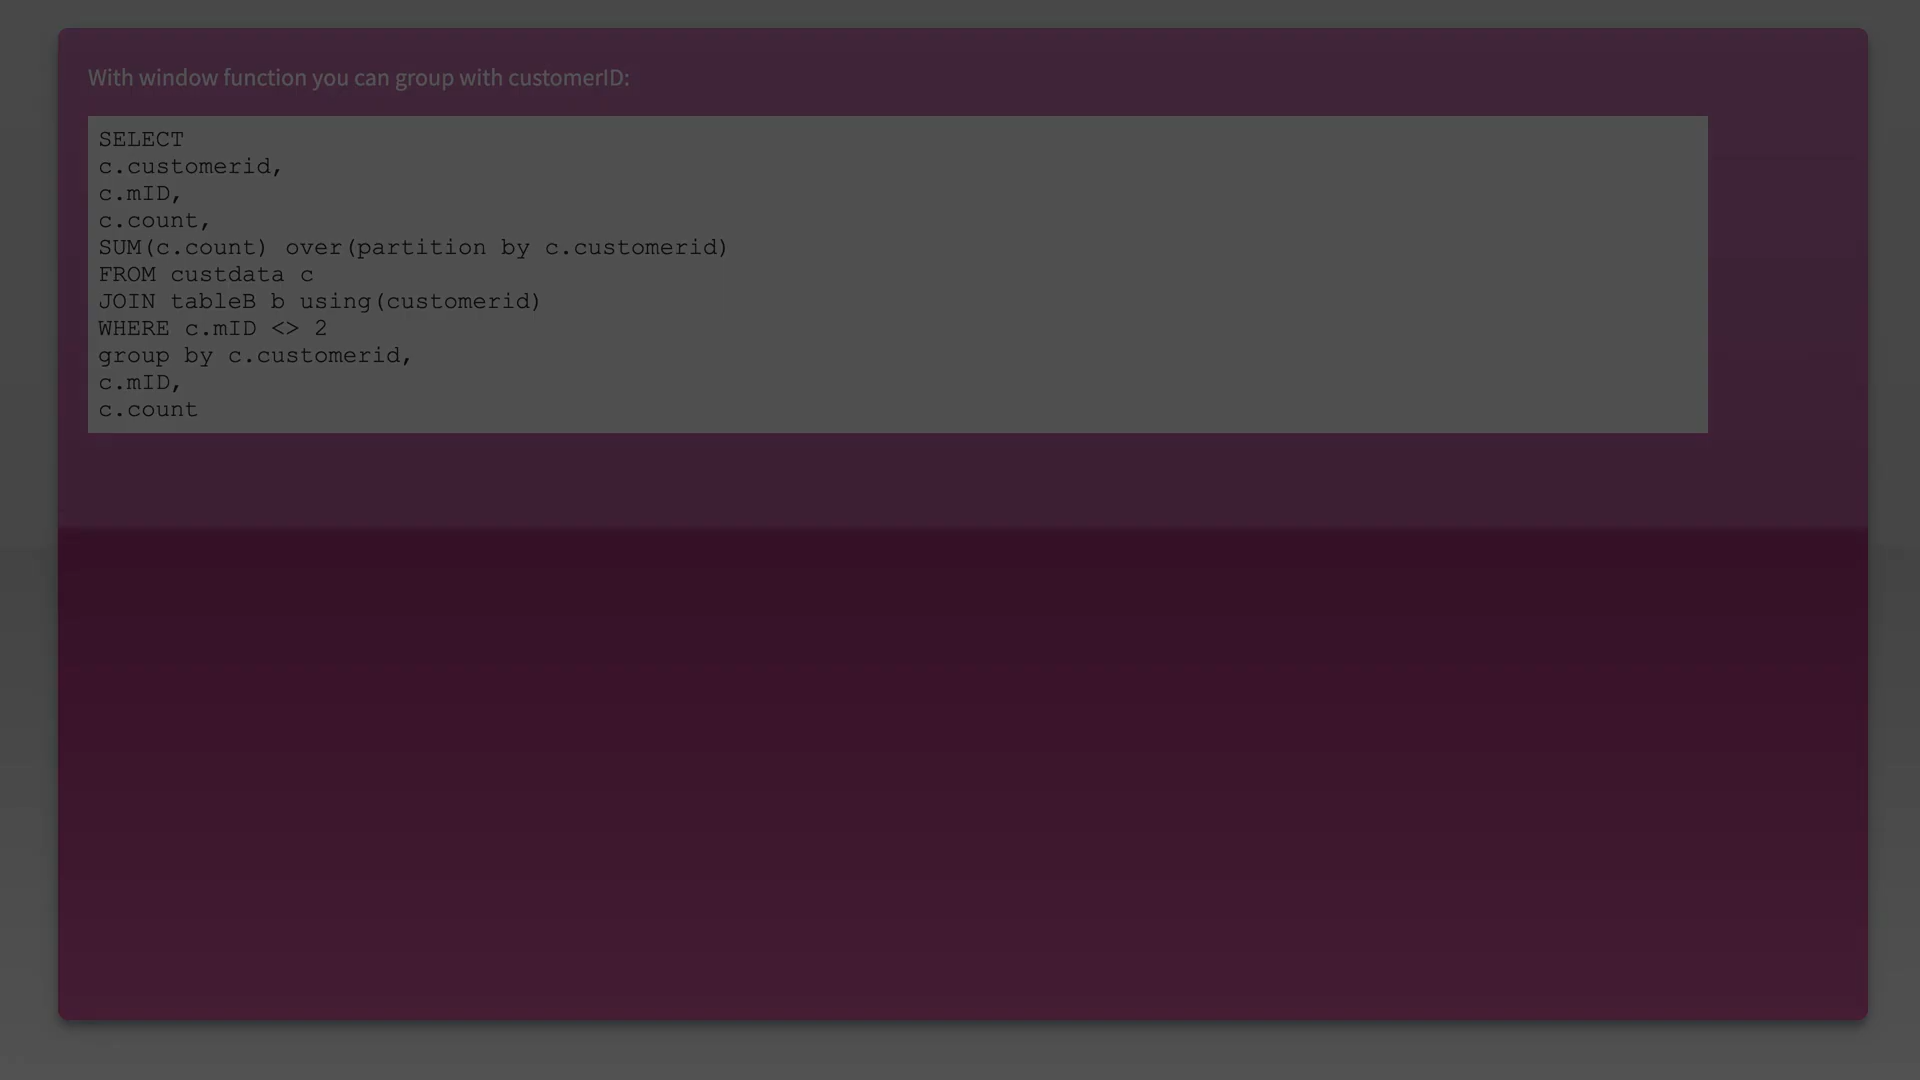 With window function you can group with customerID:
SELECT
c.customerid,
c.mID,
c.count,
SUM(c.count) over(partition by c.customerid)
FROM custdata c
JOIN tableB b using(customerid)
WHERE c.mID <> 2
group by c.customerid,
c.mID,
c.count